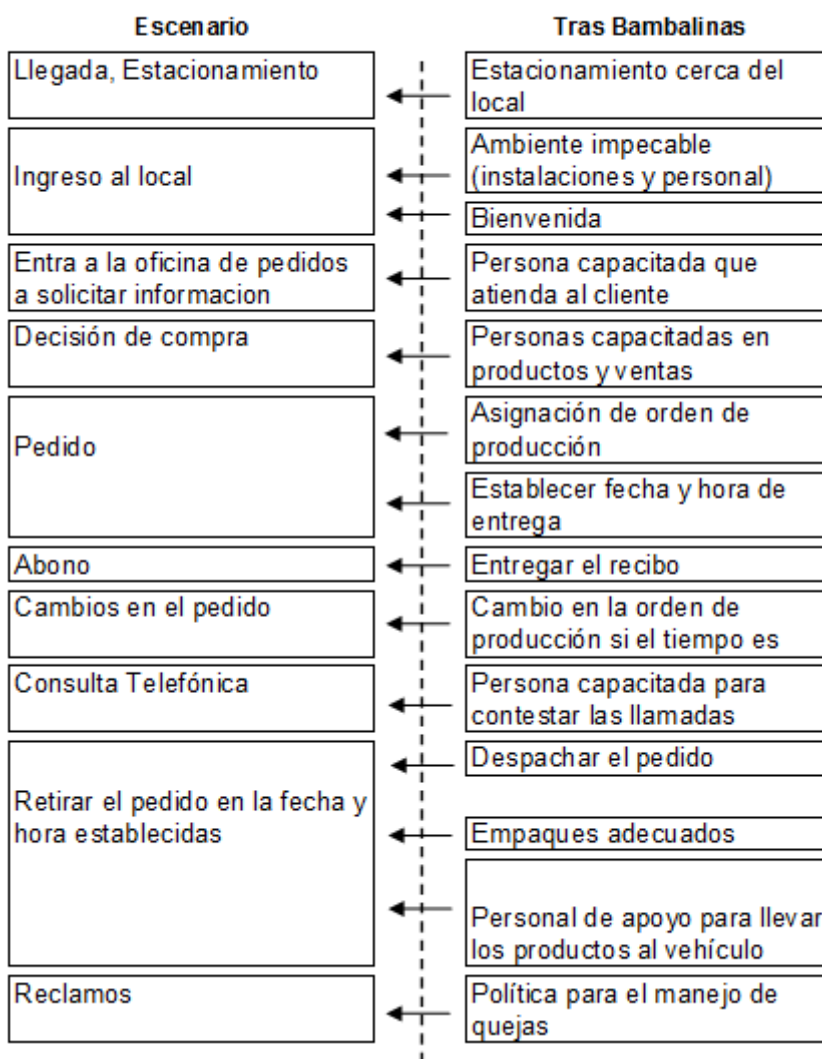 Escenario
Tras Bambalinas
Llegada, Estacionamiento
Estacionamiento cerca del
local
Ingreso al local
Ambiente impecable
(instalaciones y personal)
Bienvenida
Entra a la oficina de pedidos
a solicitar informacion
Persona capacitada que
atienda al cliente
Decisión de compra
Personas capacitadas en
productos y ventas
Pedido
Asignación de orden de
producción
Establecer fecha y hora de
entrega
Abono
Entregar el recibo
Cambios en el pedido
Cambio en la orden de
producción si el tiempo es
Consulta Telefónica
Persona capacitada para
contestar las llamadas
Retirar el pedido en la fecha y
hora establecidas
Despachar el pedido
Empaques adecuados
Personal de apoyo para llevar
los productos al vehículo
Reclamos
Política para el manejo de
quejas